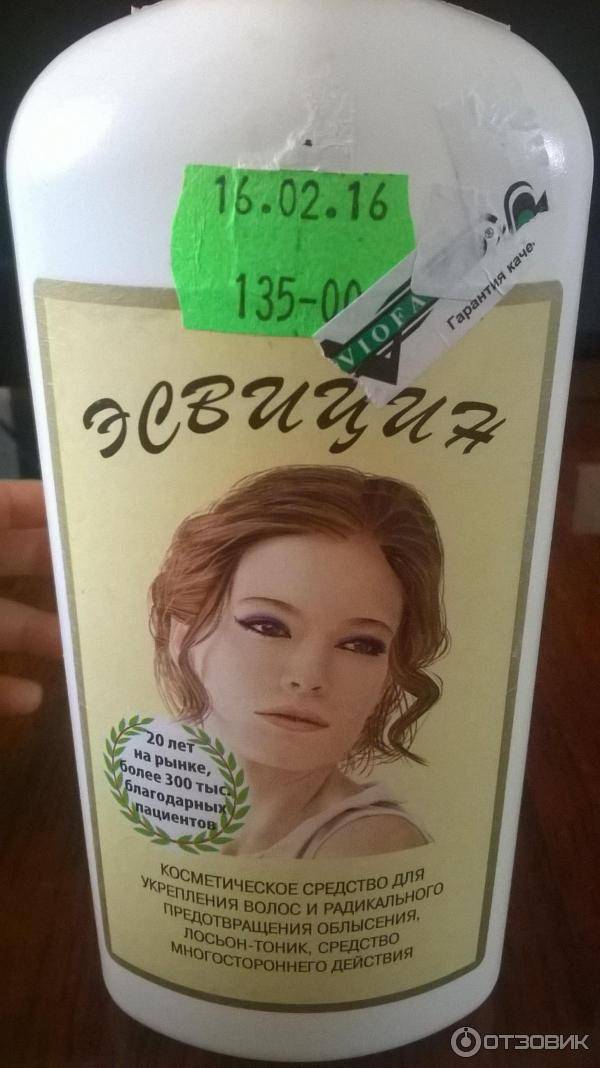 16.02.16
135-00
VIOFA
®
Гарантия каче
ЭСВИЦИН
20 лет
на рынке,
более 300 тыс.
благодарных
пациентов
КОСМЕТИЧЕСКОЕ СРЕДСТВО ДЛЯ
УКРЕПЛЕНИЯ ВОЛОС И РАДИКАЛЬНОГО
ПРЕДОТВРАЩЕНИЯ ОБЛЫСЕНИЯ,
ЛОСЬОН-ТОНИК, СРЕДСТВО
МНОГОСТОРОННЕГО ДЕЙСТВИЯ
ОТЗОВИК